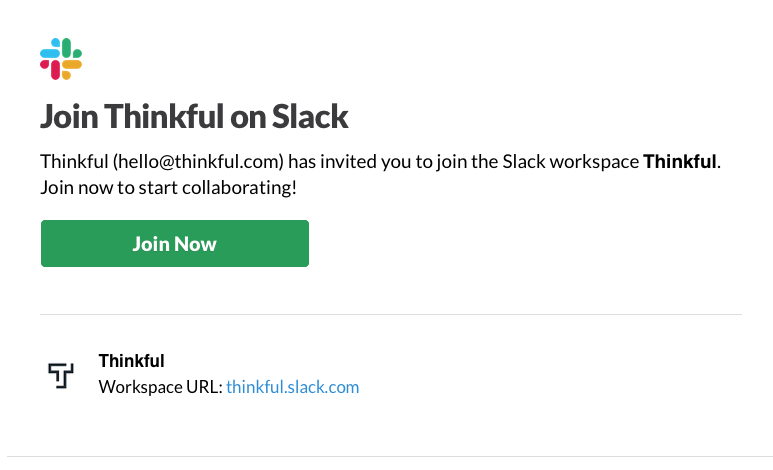 Join Thinkful on Slack
Thinkful (hello@thinkful.com) has invited you to join the Slack workspace Thinkful.
Join now to start collaborating!
Join Now
Thinkful
Workspace URL: thinkful.slack.com